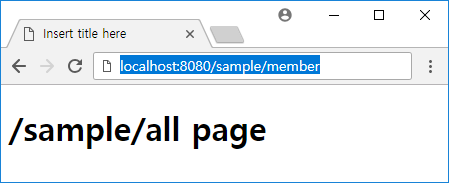 Insert title here
localhost:8080/sample/member
/sample/all page